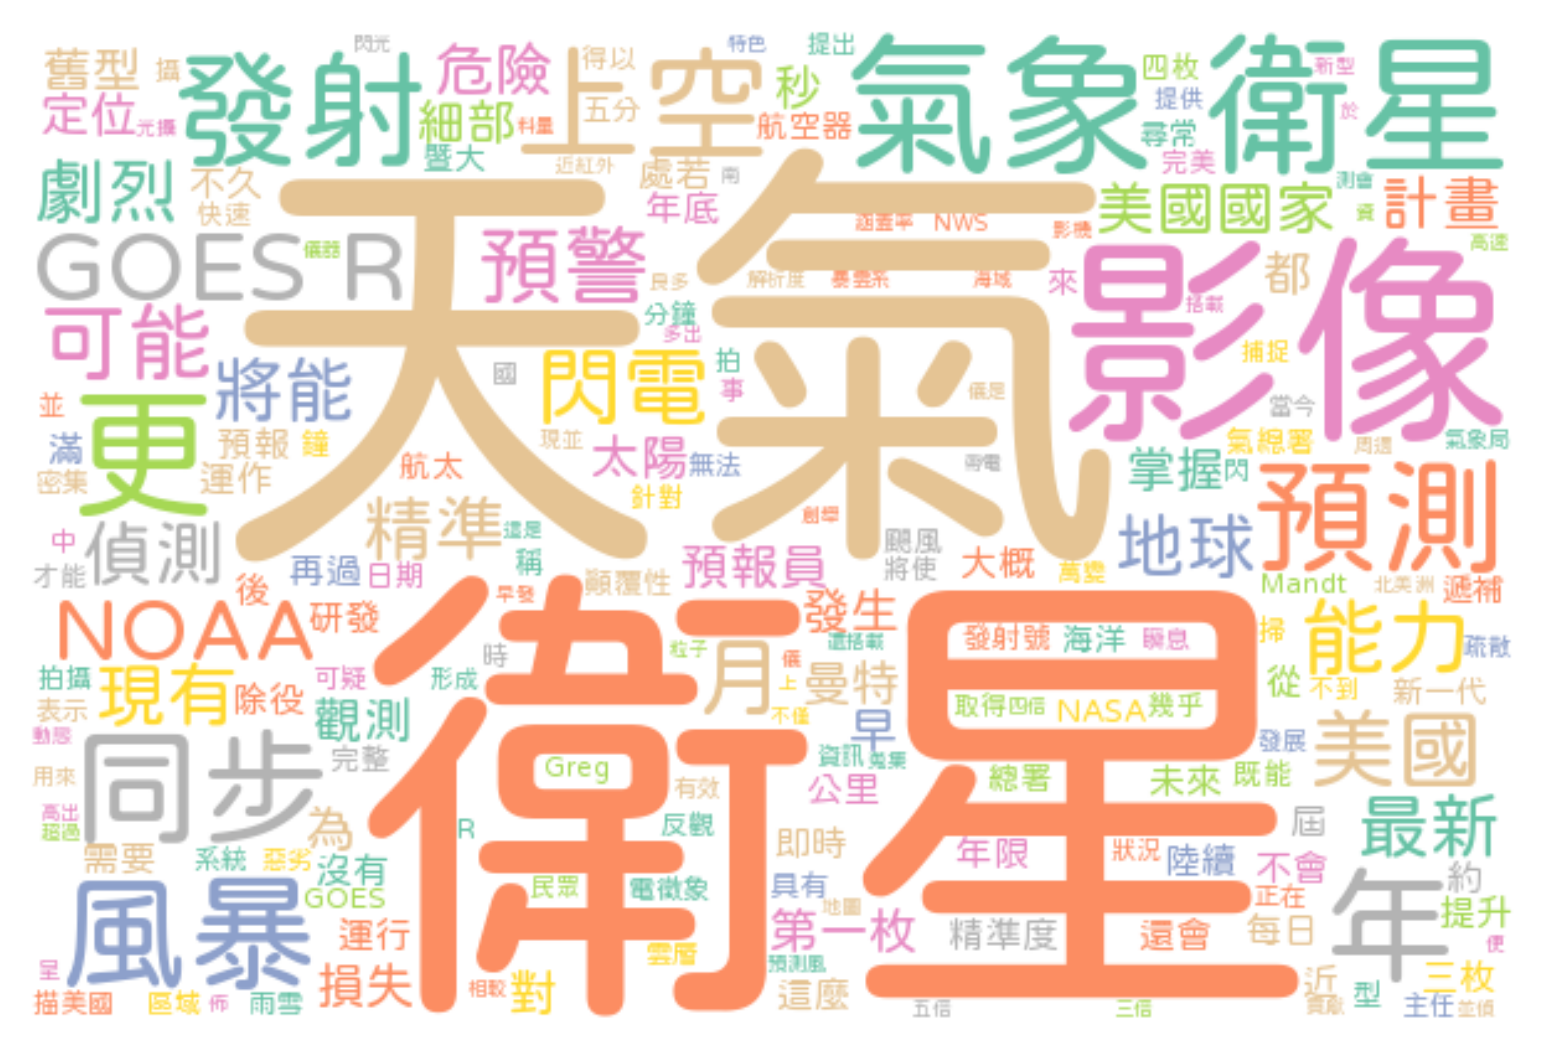 舊型 攝 發射 閃光 危險 上空 得以 特色 秒 提出 氣象衛星 四枚 新型
定位 光攝 細部 料量 五分 航空器 提供 於
暨大 近紅外 尋常 完美
劇烈 不久 快速 處若 南 年底 美國國家 測會 資 計畫
GOES 儀器 R 預警 涵蓋率 NWS 影機 高速
天氣 良多 解析度 暴雲系 海域 來 影像 搭載 都
可能 分鐘 多出
將能 國 閃電 拍 事 儀是 捕捉 當今
並 更 滿 預報 鐘 現並 太陽 無法 氣總署 周遭 氣象局
密集 運作 航太 針對 帶電 掌握 閃 預測
中 偵測 精準 這是 創舉 颶風 地球
才能 再過 日期 稱 預報員 將使 大概 萬變 Mandt 北美洲 遞補
後 顛覆性
NOAA 研發 早發 發生 發射號 海洋 瞬息 掃 能力 疏散
衛星 時 粒子 月 儀 還搭載
拍攝 現有 除役 可疑 形成 上 曼特 從 不到 新一代
表示 觀測 不僅 取得 四倍 NASA 幾乎
動態 同步 完整 早 資訊 蒐集 發展 美國
用來 Greg 有效 公里 總署 未來 既能
高出 超過 為 R 反觀 即時 屆 最新
需要 系統 惡劣 沒有 年限 狀況 陸續 不會 約
風暴 GOES 民眾 電徵象 具有 地圖 正在 年 提升
運行 第一枚 精準度 還會 每日 便
呈 損失 雲層 預測風 近 三枚
描美國 區域 佈 雨雪 相較 對 這麼 五倍 三倍 貢獻 型 主任 並偵